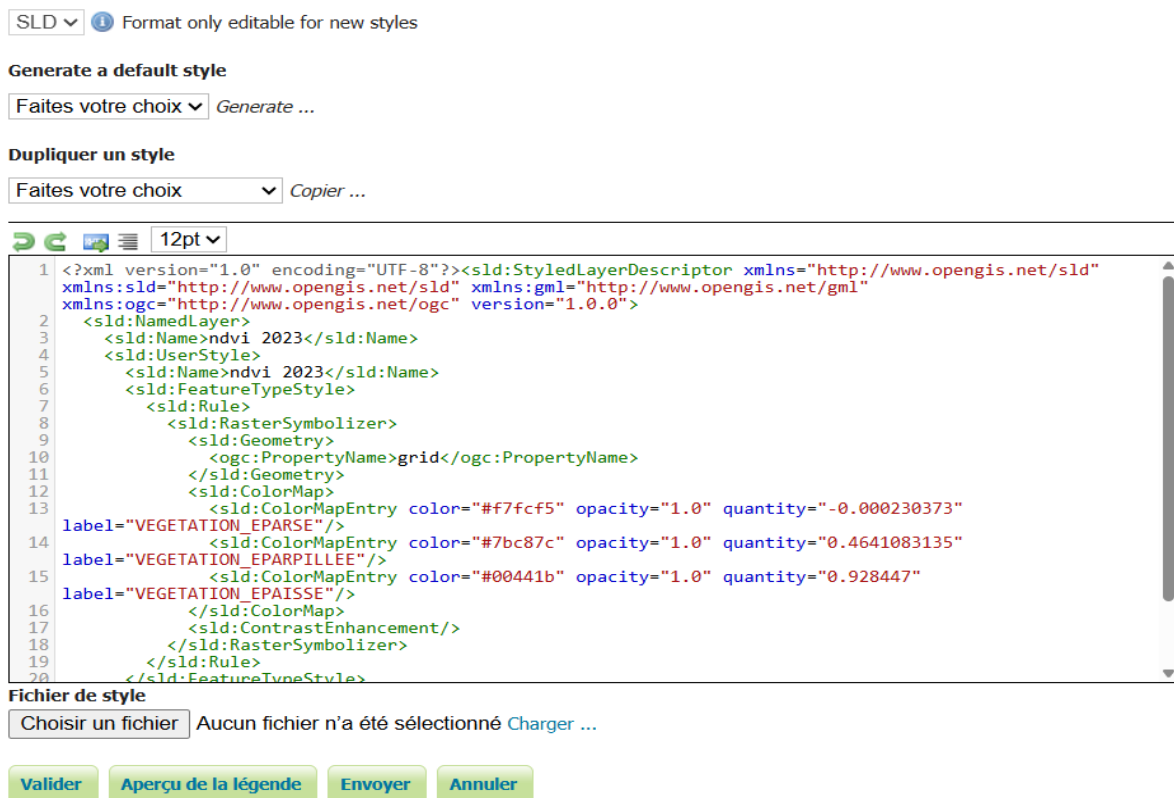 SLD Format only editable for new styles
Generate a default style
Faites votre choix Generate ...
Dupliquer un style
Faites votre choix Copier ...
12pt
1 <?xml version="1.0" encoding="UTF-8"?><sld:StyledLayerDescriptor xmlns="http://www.opengis.net/sld"
xmlns:sld="http://www.opengis.net/sld" xmlns:gml="http://www.opengis.net/gml"
xmlns:ogc="http://www.opengis.net/ogc" version="1.0.0">
2 <sld:NamedLayer>
3 <sld:Name>ndvi 2023</sld:Name>
4 <sld:UserStyle>
5 <sld:Name>ndvi 2023</sld:Name>
6 <sld:FeatureTypeStyle>
7 <sld:Rule>
8 <sld:RasterSymbolizer>
9 <sld:Geometry>
10 <ogc:PropertyName>grid</ogc:PropertyName>
11 </sld:Geometry>
12 <sld:ColorMap>
13 <sld:ColorMapEntry color="#f7fcf5" opacity="1.0" quantity="-0.000230373"
label="VEGETATION_EPARSE"/>
14 <sld:ColorMapEntry color="#7bc87c" opacity="1.0" quantity="0.4641083135"
label="VEGETATION_EPARPILLEE"/>
15 <sld:ColorMapEntry color="#00441b" opacity="1.0" quantity="0.928447"
label="VEGETATION_EPAISSE"/>
16 </sld:ColorMap>
17 <sld:ContrastEnhancement/>
18 </sld:RasterSymbolizer>
19 </sld:Rule>
20 </sld:FeatureTypeStyle>
Fichier de style
Choisir un fichier Aucun fichier n'a été sélectionné Charger ...
Valider Aperçu de la légende Envoyer Annuler